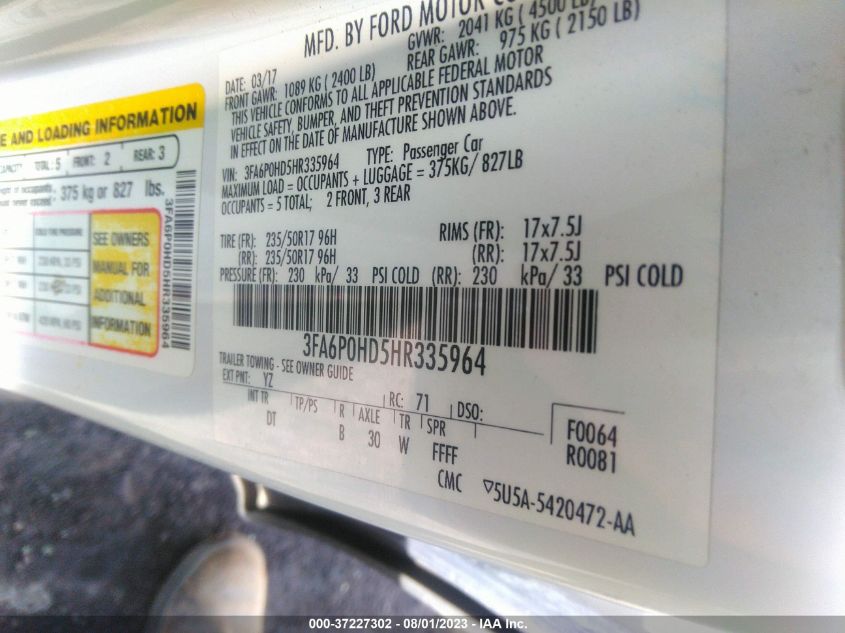 MFD. BY FORD MOTOR CO
DATE: 03/17
GVWR: 2041 KG ( 4500 LB)
FRONT GAWR: 1089 KG ( 2400 LB)
REAR GAWR: 975 KG ( 2150 LB)
THIS VEHICLE CONFORMS TO ALL APPLICABLE FEDERAL MOTOR
VEHICLE SAFETY, BUMPER, AND THEFT PREVENTION STANDARDS
IN EFFECT ON THE DATE OF MANUFACTURE SHOWN ABOVE.
VIN: 3FA6P0HD5HR335964 TYPE: Passenger Car
MAXIMUM LOAD = OCCUPANTS + LUGGAGE = 375KG/ 827LB
OCCUPANTS = 5 TOTAL; 2 FRONT, 3 REAR
TIRE (FR): 235/50R17 96H RIMS (FR): 17x7.5J
(RR): 235/50R17 96H (RR): 17x7.5J
PRESSURE (FR): 230 kPa/ 33 PSI COLD (RR): 230 kPa/ 33 PSI COLD
3FA6P0HD5HR335964
TRAILER TOWING - SEE OWNER GUIDE
EXT PNT: YZ RC: 71 DSO:
INT TR TP/PS R AXLE TR SPR
DT B 30 W FFFF
F0064
R0081
CMC ▽5U5A-5420472-AA
E AND LOADING INFORMATION
TOTAL: 5 FRONT: 2 REAR: 3
375 kg or 827 lbs.
COLD TIRE PRESSURE
SEE OWNERS
MANUAL FOR
ADDITIONAL
INFORMATION
3FA6P0HD5HR335964
000-37227302 - 08/01/2023 - IAA Inc.